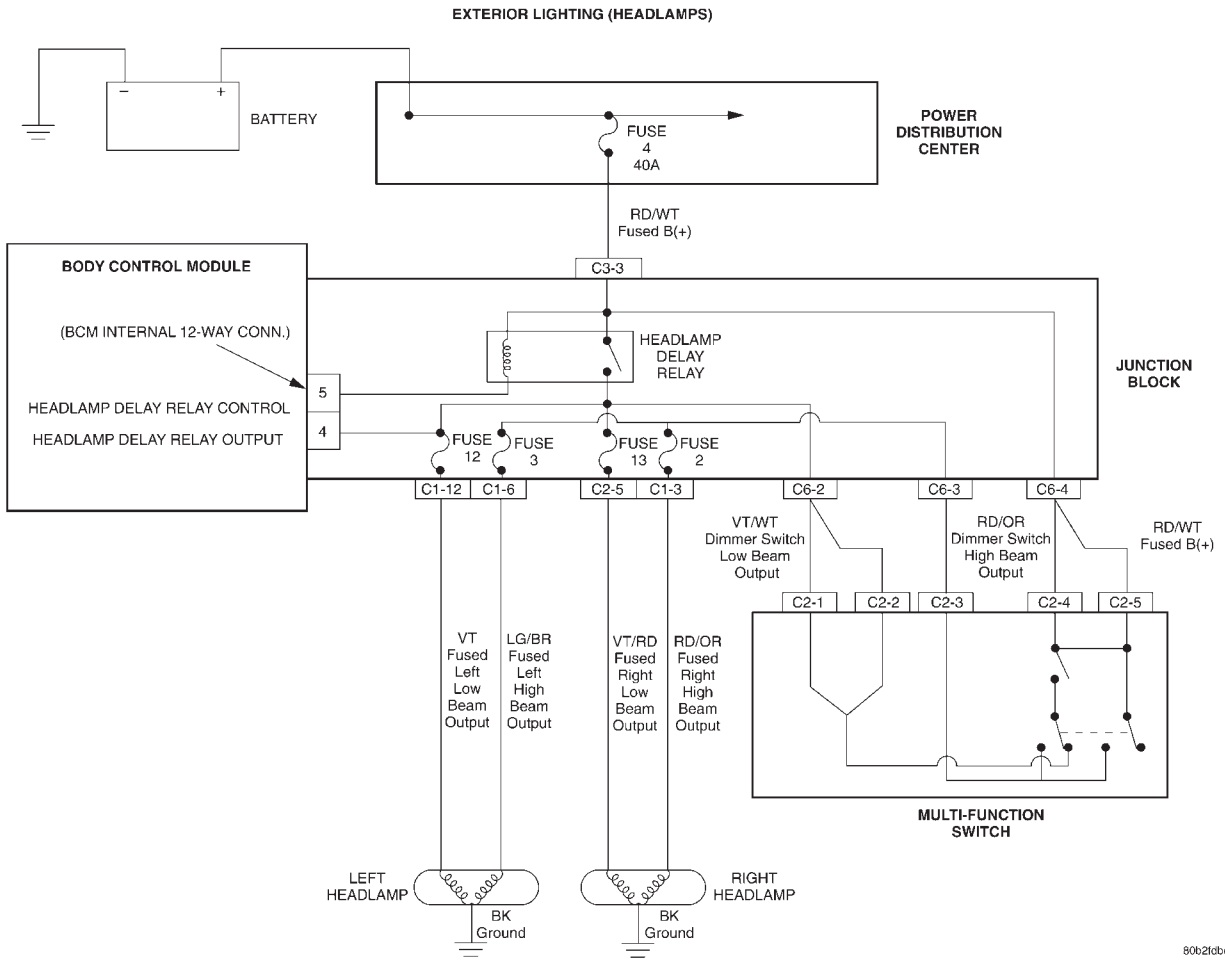 EXTERIOR LIGHTING (HEADLAMPS)
−
+
BATTERY
FUSE
4
40A
POWER
DISTRIBUTION
CENTER
RD/WT
Fused B(+)
C3-3
BODY CONTROL MODULE
(BCM INTERNAL 12-WAY CONN.)
5
HEADLAMP DELAY RELAY CONTROL
4
HEADLAMP DELAY RELAY OUTPUT
HEADLAMP
DELAY
RELAY
JUNCTION
BLOCK
FUSE
12
FUSE
3
FUSE
13
FUSE
2
C1-12
C1-6
C2-5
C1-3
C6-2
C6-3
C6-4
VT/WT
Dimmer Switch
Low Beam
Output
RD/OR
Dimmer Switch
High Beam
Output
RD/WT
Fused B(+)
C2-1
C2-2
C2-3
C2-4
C2-5
VT
Fused
Left
Low
Beam
Output
LG/BR
Fused
Left
High
Beam
Output
VT/RD
Fused
Right
Low
Beam
Output
RD/OR
Fused
Right
High
Beam
Output
MULTI-FUNCTION
SWITCH
LEFT
HEADLAMP
BK
Ground
RIGHT
HEADLAMP
BK
Ground